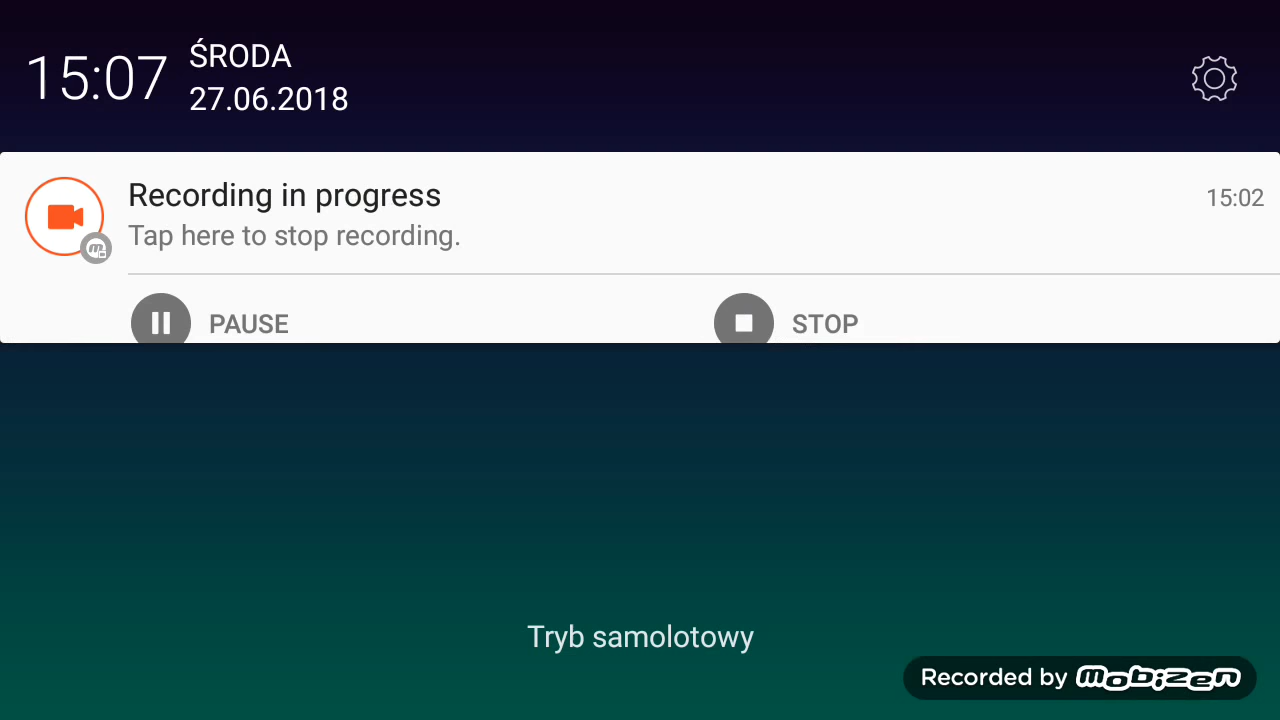 15:07
ŚRODA
27.06.2018
Recording in progress
15:02
Tap here to stop recording.
PAUSE
STOP
Tryb samolotowy
Recorded by mobizen